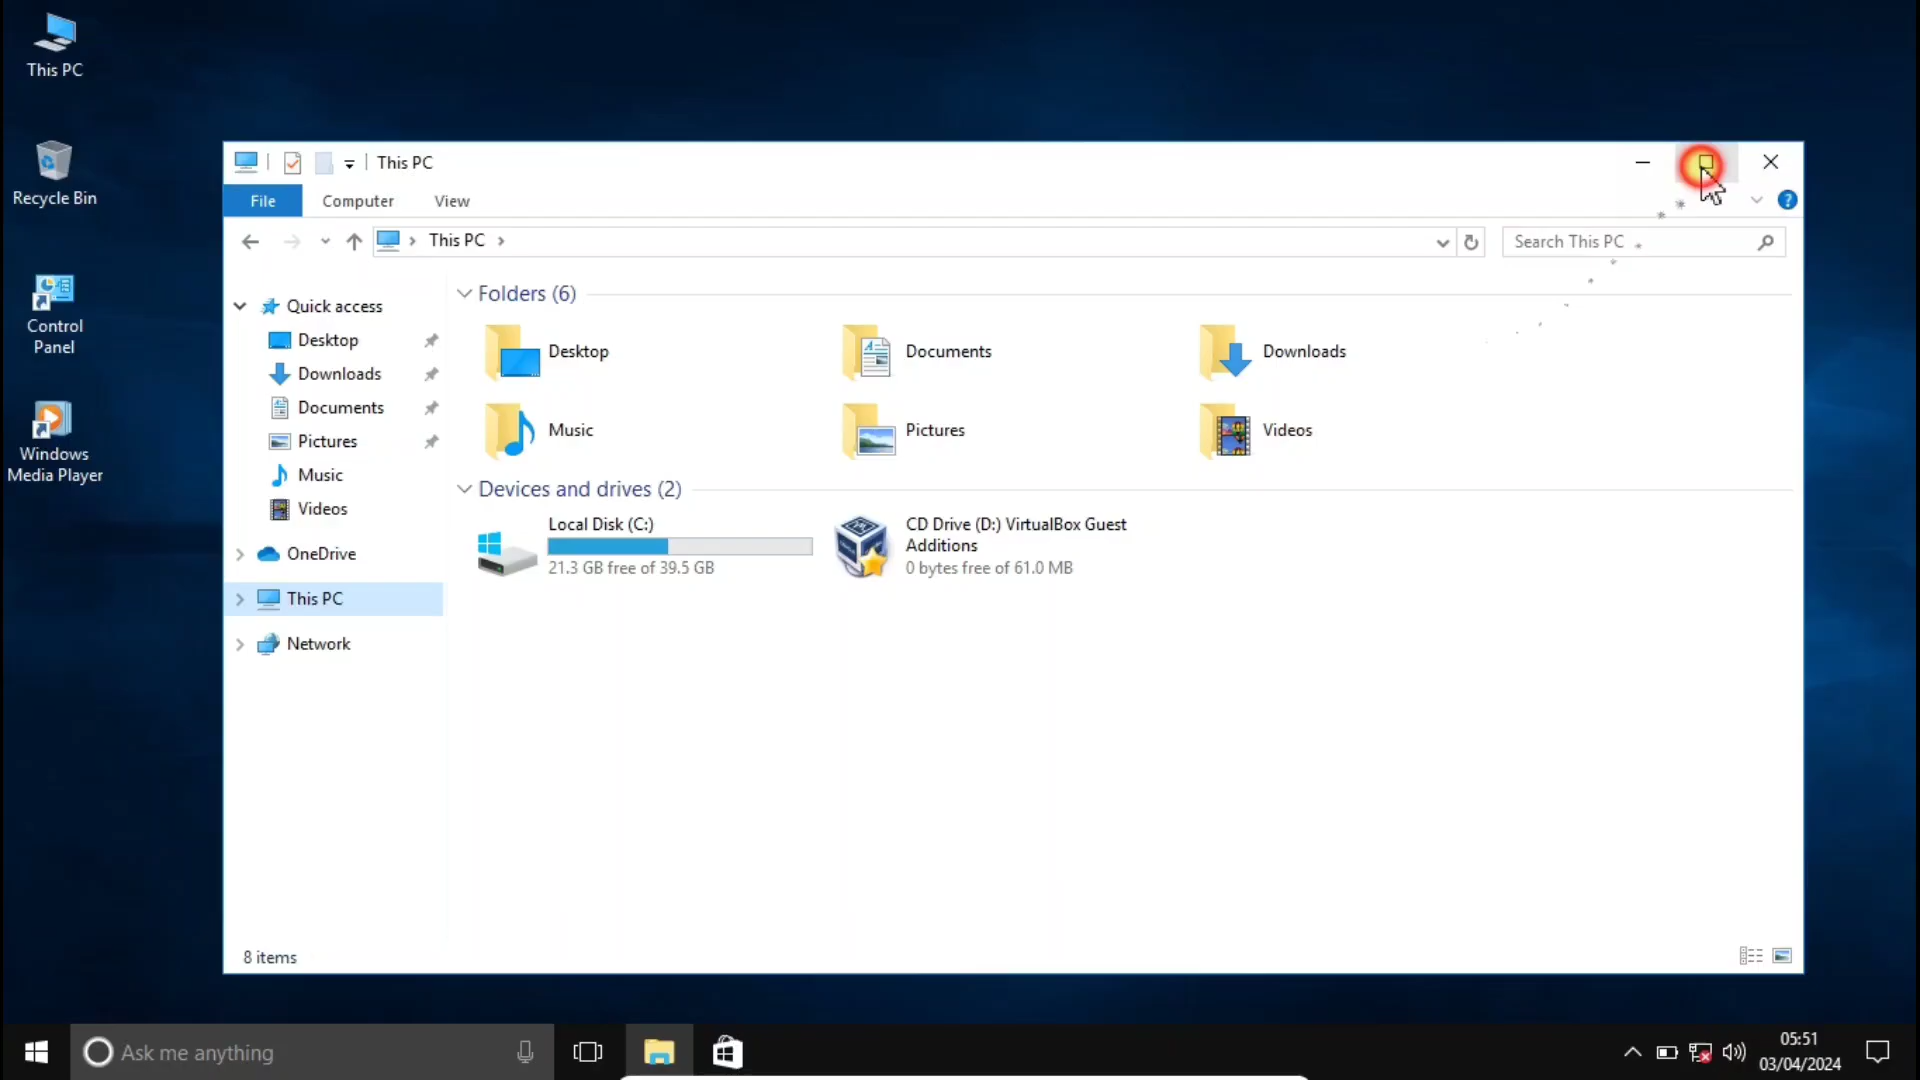 This PC
Recycle Bin
Control
Panel
Windows
Media Player
This PC
File
Computer
View
This PC
Search This PC
Quick access
Desktop
Downloads
Documents
Pictures
Music
Videos
OneDrive
This PC
Network
Folders (6)
Desktop
Documents
Downloads
Music
Pictures
Videos
Devices and drives (2)
Local Disk (C:)
21.3 GB free of 39.5 GB
CD Drive (D:) VirtualBox Guest
Additions
0 bytes free of 61.0 MB
8 items
Ask me anything
05:51
03/04/2024